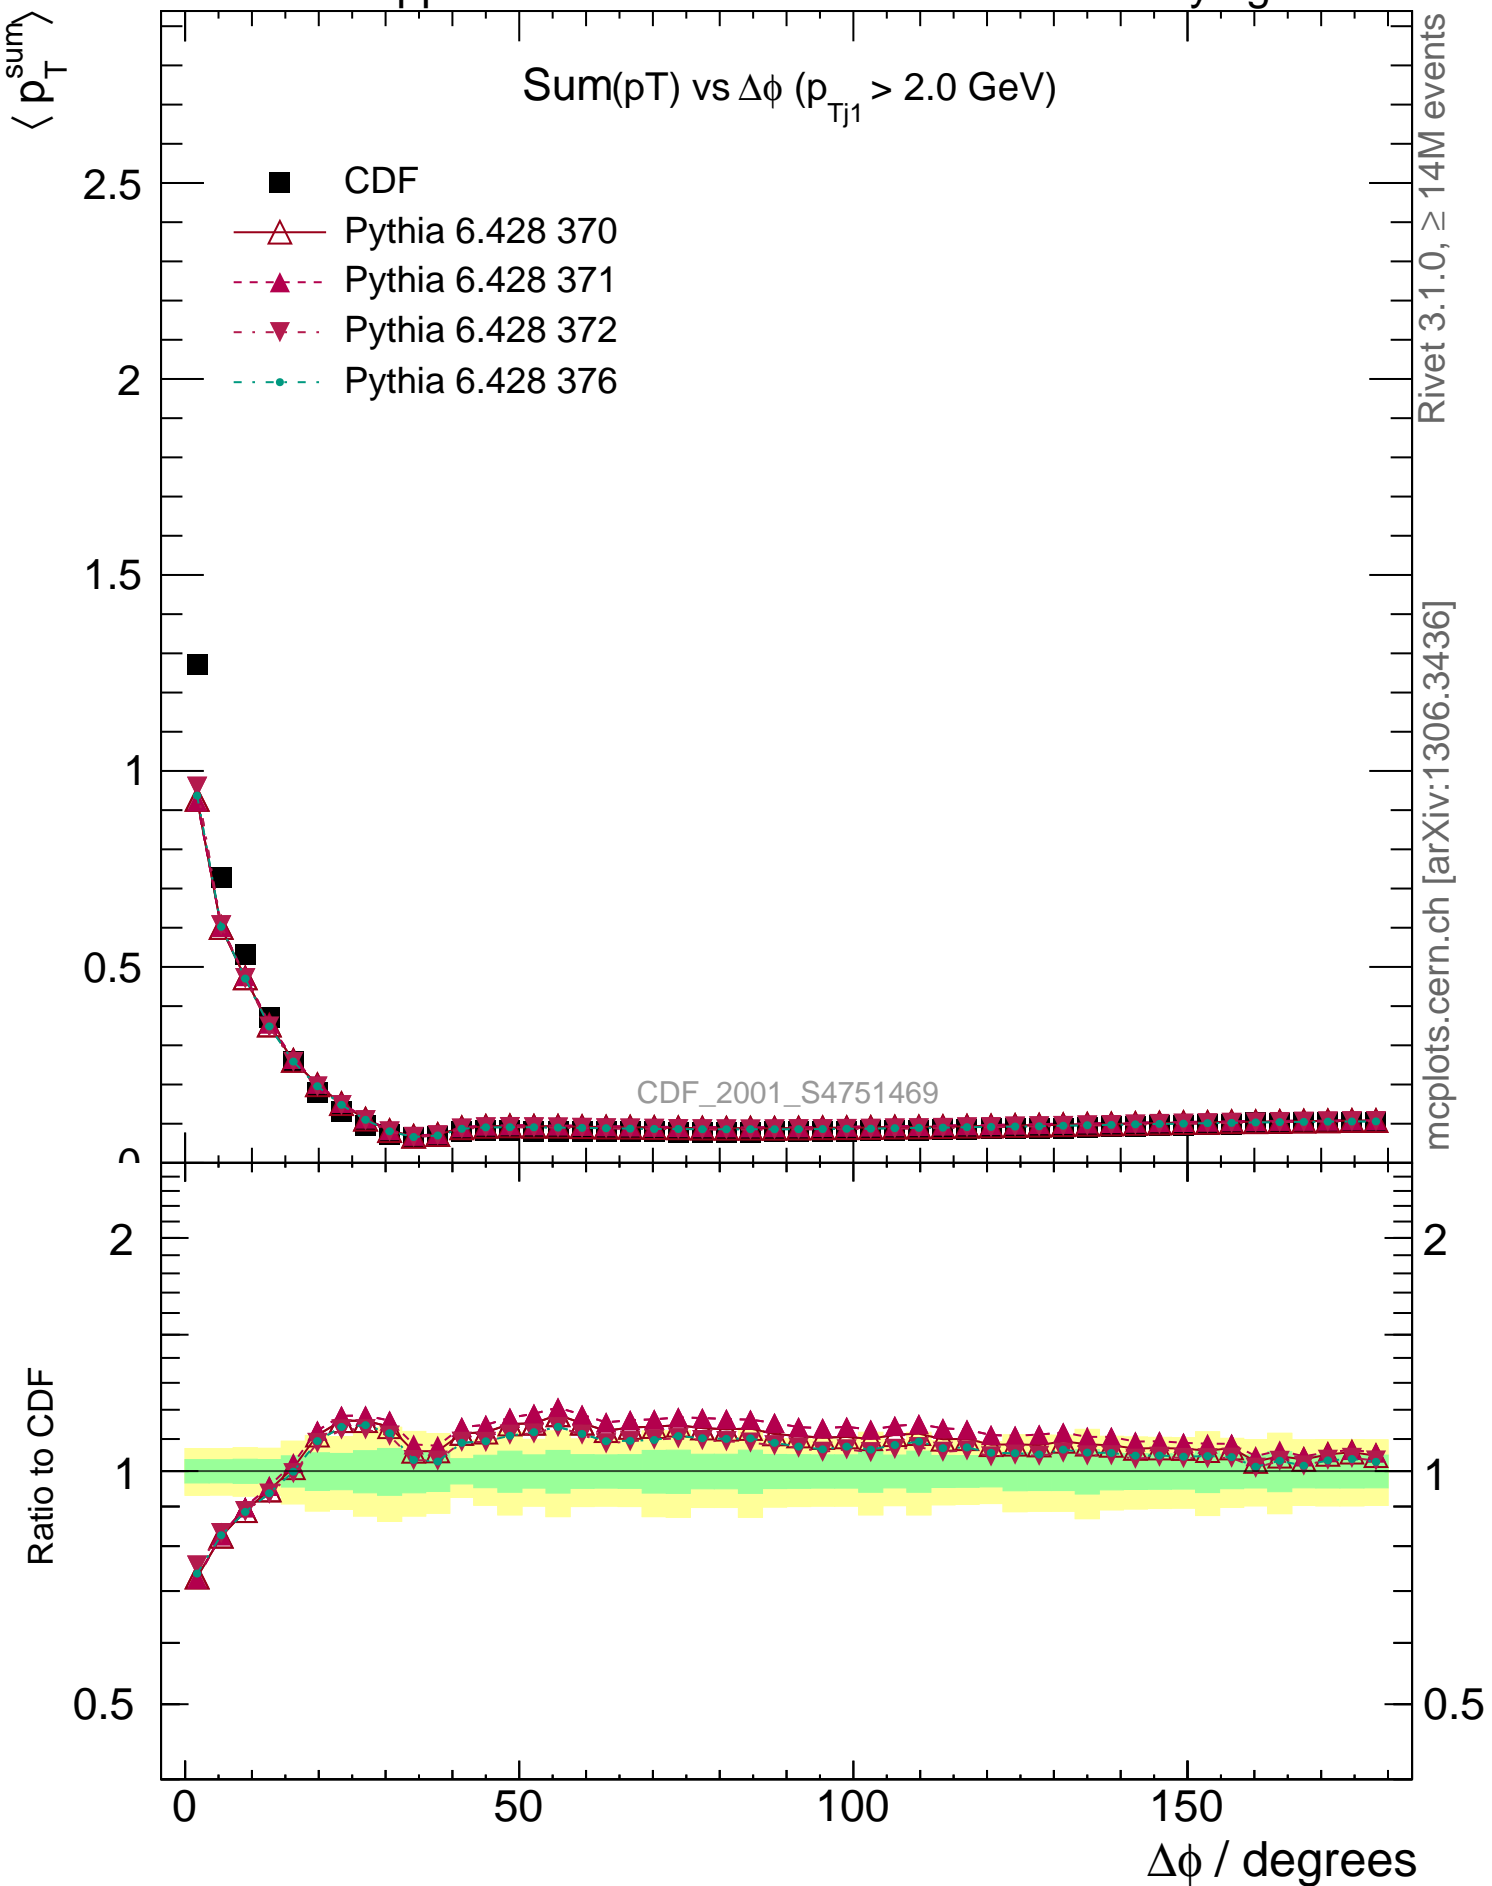 ⟨ p_T^sum ⟩
Sum(pT) vs Δϕ (p_Tj1 > 2.0 GeV)
CDF
Pythia 6.428 370
Pythia 6.428 371
Pythia 6.428 372
Pythia 6.428 376
2.5
2
1.5
1
0.5
0
CDF_2001_S4751469
Rivet 3.1.0, ≥ 14M events
mcplots.cern.ch [arXiv:1306.3436]
Ratio to CDF
2
1
0.5
2
1
0.5
0
50
100
150
Δϕ / degrees